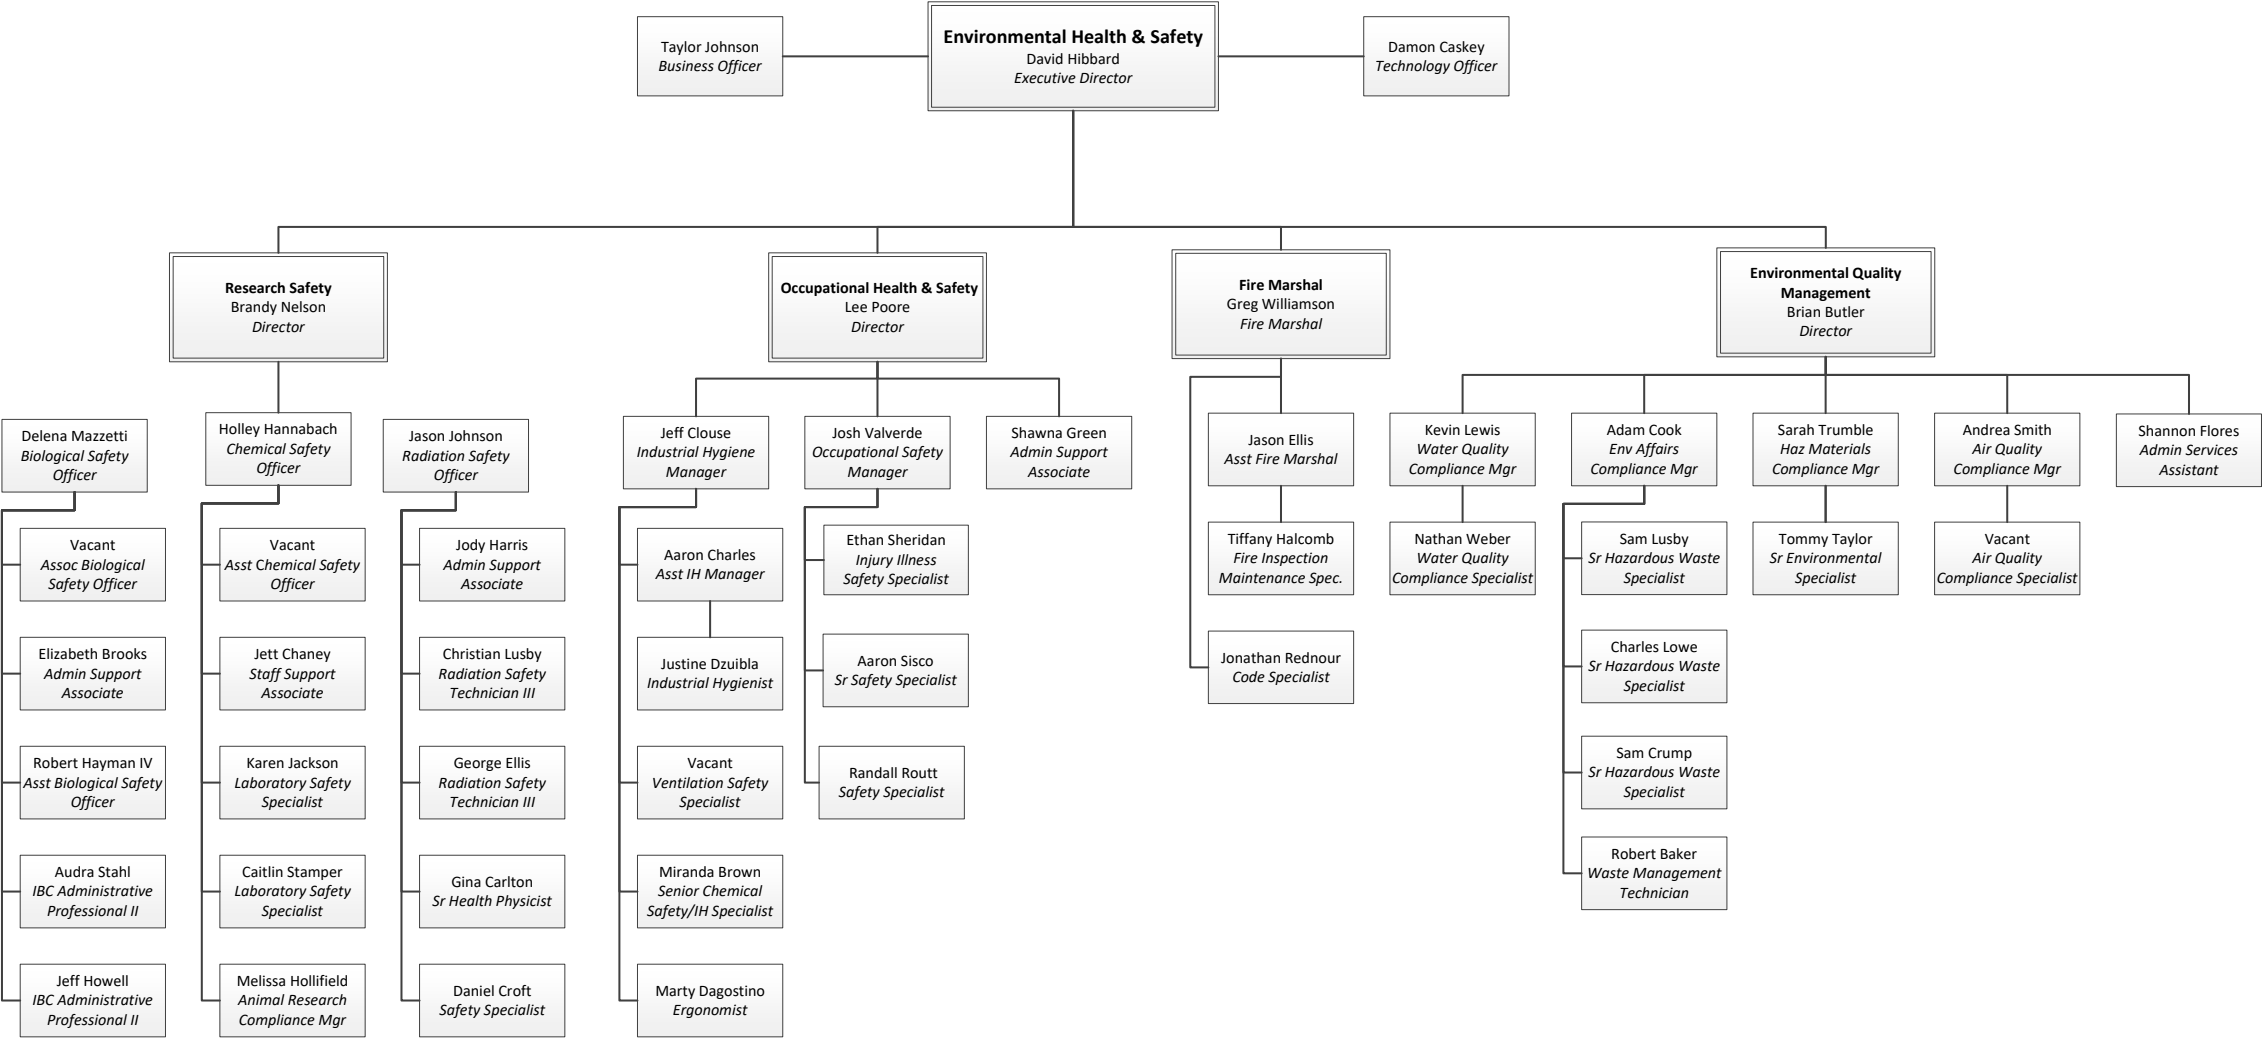 Taylor Johnson
Business Officer
Environmental Health & Safety
David Hibbard
Executive Director
Damon Caskey
Technology Officer
Research Safety
Brandy Nelson
Director
Occupational Health & Safety
Lee Poore
Director
Fire Marshal
Greg Williamson
Fire Marshal
Environmental Quality
Management
Brian Butler
Director
Delena Mazzetti
Biological Safety
Officer
Vacant
Assoc Biological
Safety Officer
Elizabeth Brooks
Admin Support
Associate
Robert Hayman IV
Asst Biological Safety
Officer
Audra Stahl
IBC Administrative
Professional II
Jeff Howell
IBC Administrative
Professional II
Holley Hannabach
Chemical Safety
Officer
Vacant
Asst Chemical Safety
Officer
Jett Chaney
Staff Support
Associate
Karen Jackson
Laboratory Safety
Specialist
Caitlin Stamper
Laboratory Safety
Specialist
Melissa Hollifield
Animal Research
Compliance Mgr
Jason Johnson
Radiation Safety
Officer
Jody Harris
Admin Support
Associate
Christian Lusby
Radiation Safety
Technician III
George Ellis
Radiation Safety
Technician III
Gina Carlton
Sr Health Physicist
Daniel Croft
Safety Specialist
Jeff Clouse
Industrial Hygiene
Manager
Aaron Charles
Asst IH Manager
Justine Dzuibla
Industrial Hygienist
Vacant
Ventilation Safety
Specialist
Miranda Brown
Senior Chemical
Safety/IH Specialist
Marty Dagostino
Ergonomist
Josh Valverde
Occupational Safety
Manager
Ethan Sheridan
Injury Illness
Safety Specialist
Aaron Sisco
Sr Safety Specialist
Randall Routt
Safety Specialist
Shawna Green
Admin Support
Associate
Jason Ellis
Asst Fire Marshal
Tiffany Halcomb
Fire Inspection
Maintenance Spec.
Jonathan Rednour
Code Specialist
Kevin Lewis
Water Quality
Compliance Mgr
Nathan Weber
Water Quality
Compliance Specialist
Adam Cook
Env Affairs
Compliance Mgr
Sam Lusby
Sr Hazardous Waste
Specialist
Charles Lowe
Sr Hazardous Waste
Specialist
Sam Crump
Sr Hazardous Waste
Specialist
Robert Baker
Waste Management
Technician
Sarah Trumble
Haz Materials
Compliance Mgr
Tommy Taylor
Sr Environmental
Specialist
Andrea Smith
Air Quality
Compliance Mgr
Vacant
Air Quality
Compliance Specialist
Shannon Flores
Admin Services
Assistant